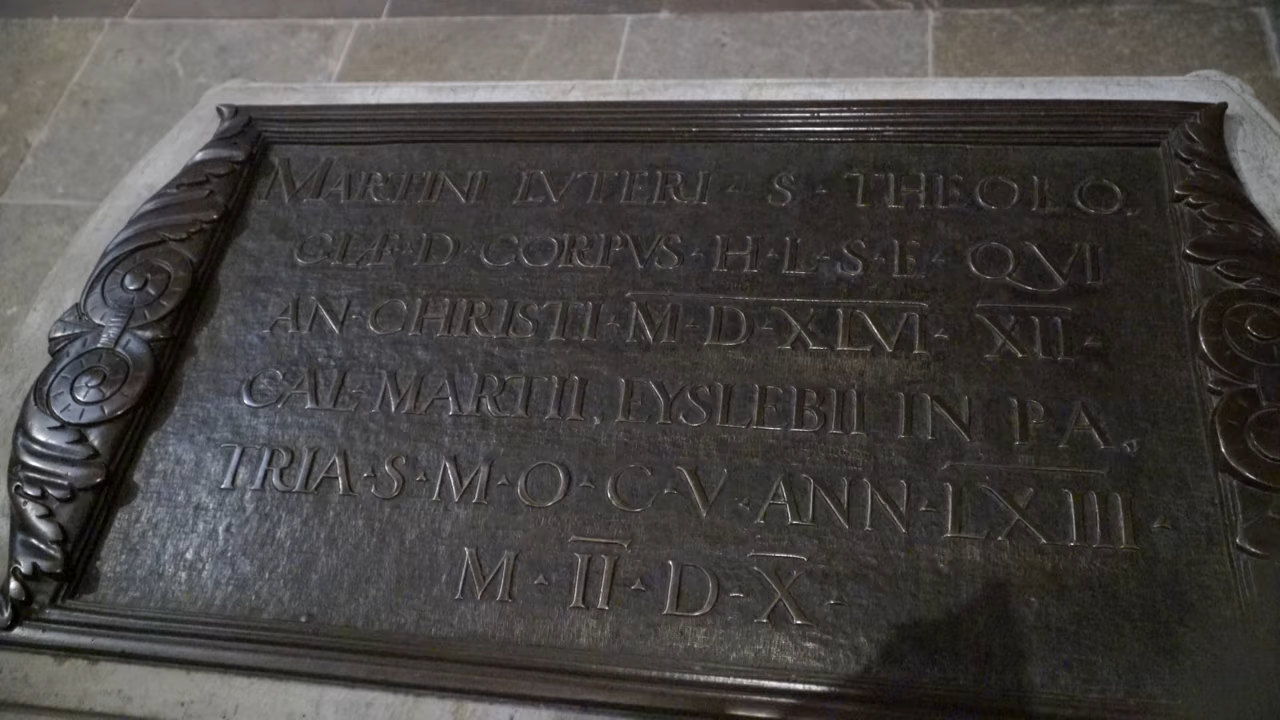 MARTINI LVTERI · S · THEOLO,
GIÆ · D · CORPVS · H · L · S · E · QVI
AN · CHRISTI · M · D · XLVI · XII ·
CAL · MARTII, EYSLEBII IN PA,
TRIA · S · M · O · C · V · ANN · LXIII ·
M · II · D · X ·